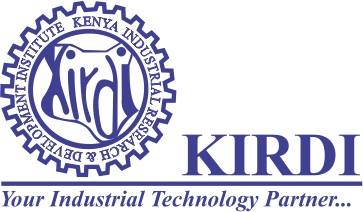 KENYA INDUSTRIAL RESEARCH & DEVELOPMENT INSTITUTE
Kirdi
KIRDI
Your Industrial Technology Partner...